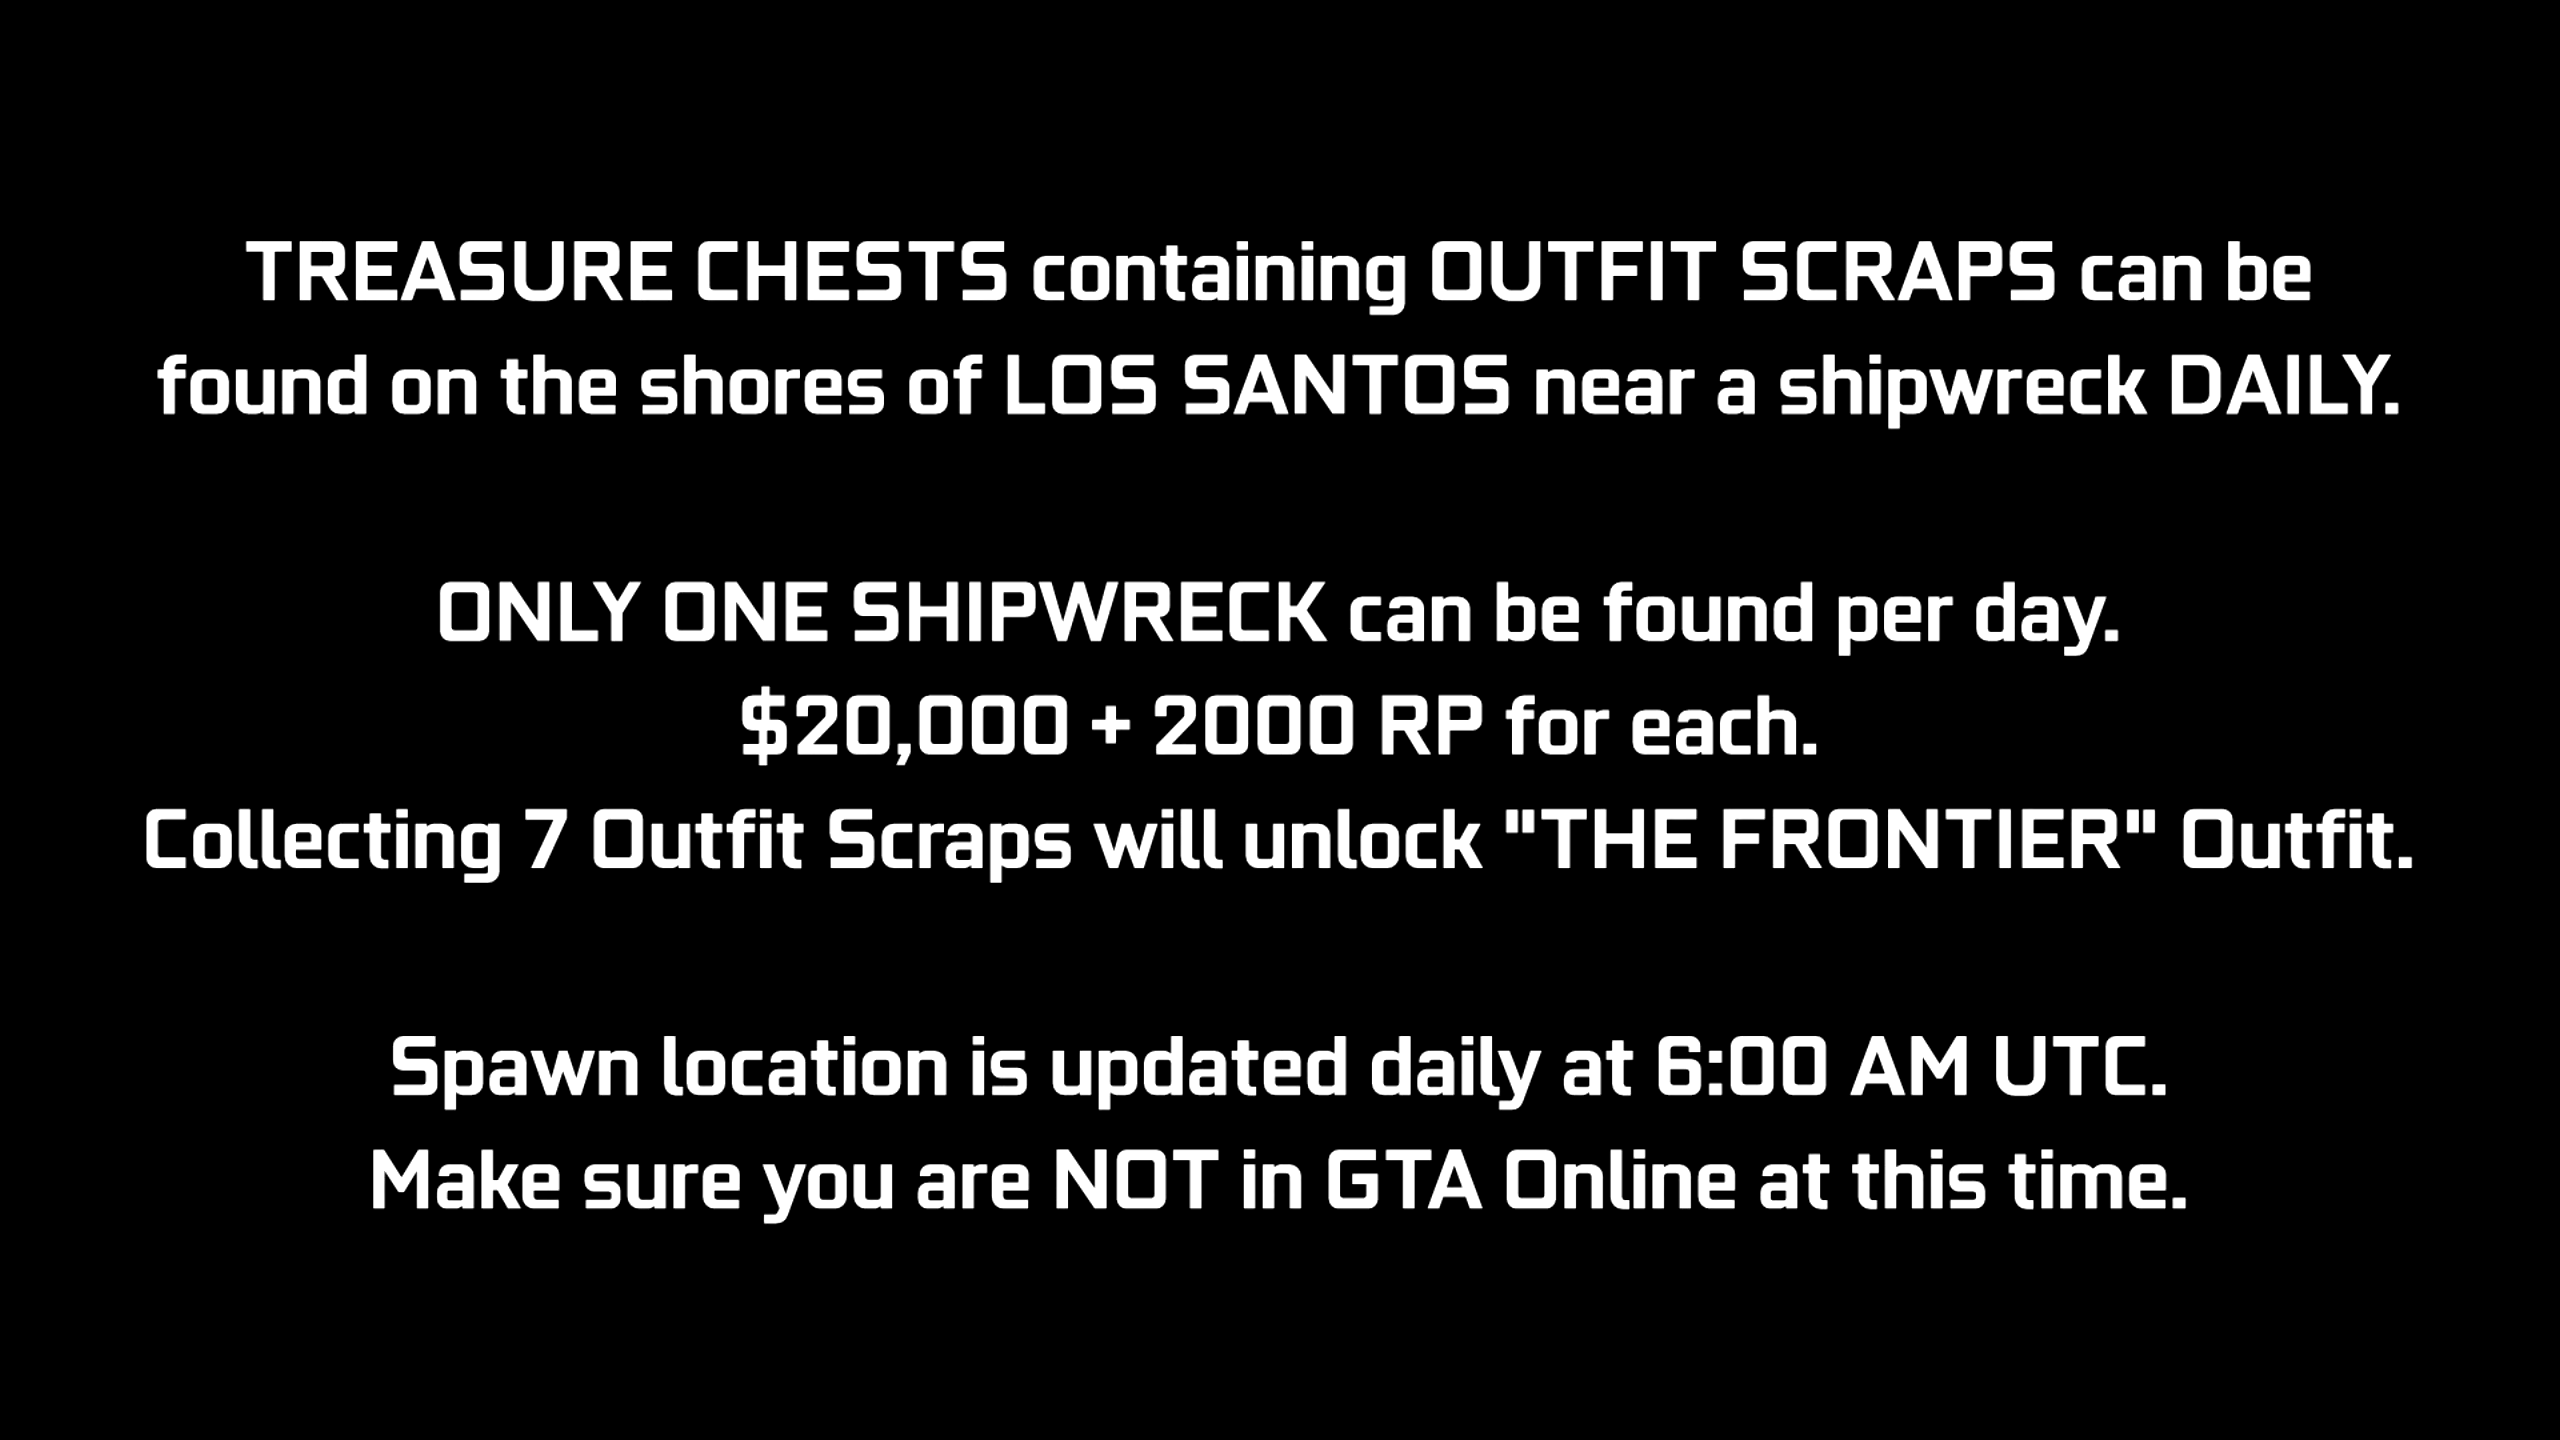 TREASURE CHESTS containing OUTFIT SCRAPS can be
found on the shores of LOS SANTOS near a shipwreck DAILY.
ONLY ONE SHIPWRECK can be found per day.
$20,000 + 2000 RP for each.
Collecting 7 Outfit Scraps will unlock "THE FRONTIER" Outfit.
Spawn location is updated daily at 6:00 AM UTC.
Make sure you are NOT in GTA Online at this time.